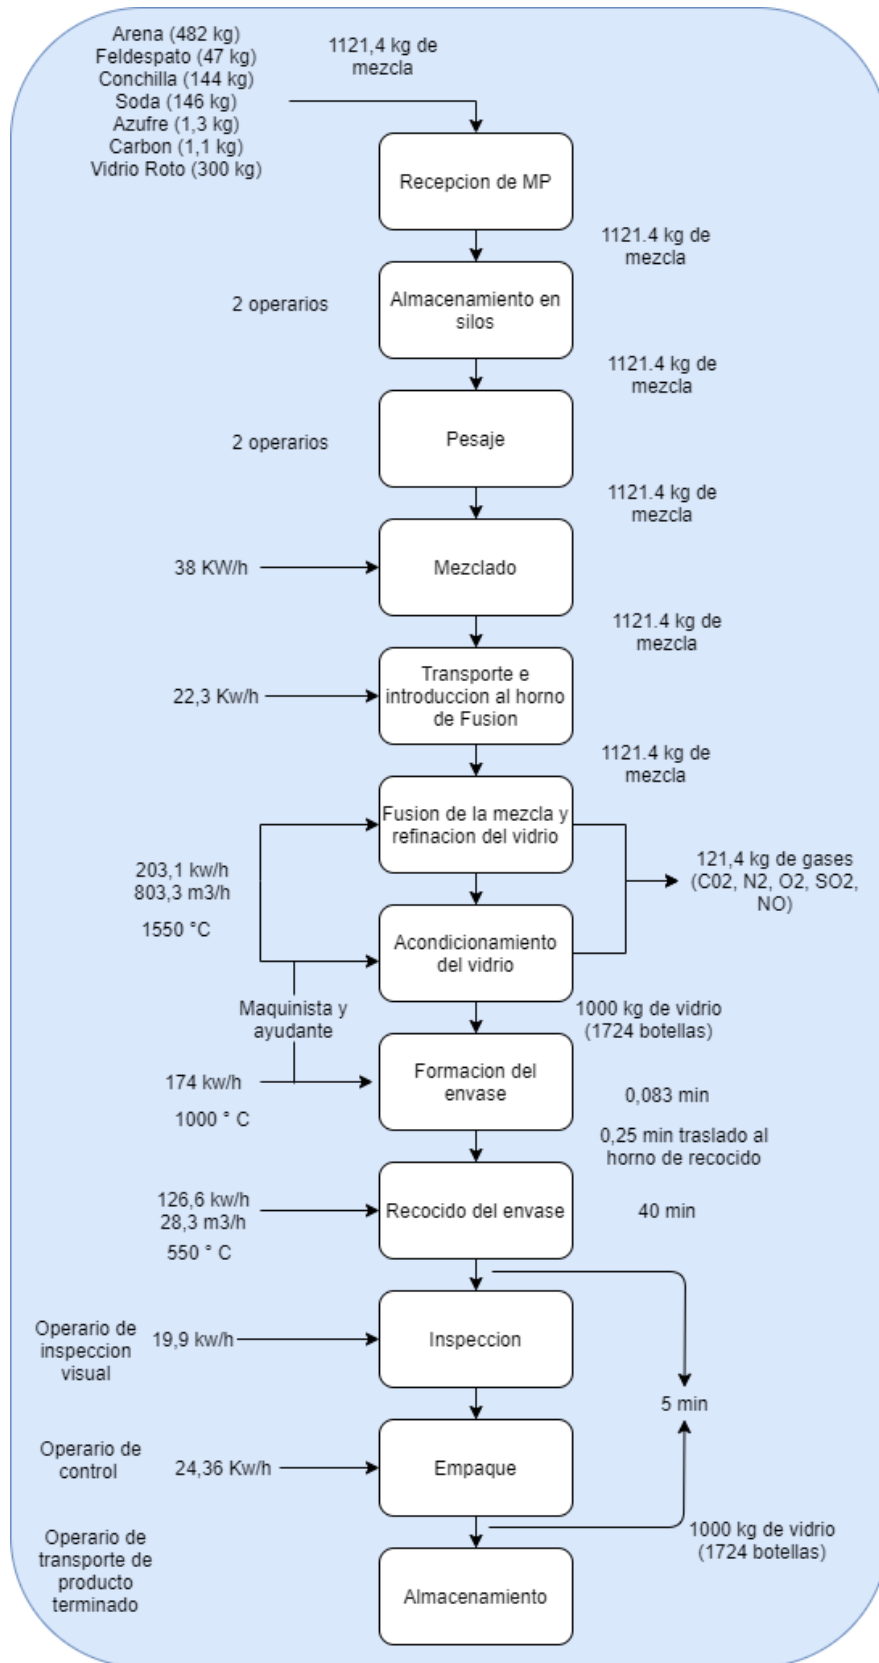 Arena (482 kg)
Feldespato (47 kg)
Conchilla (144 kg)
Soda (146 kg)
Azufre (1,3 kg)
Carbon (1,1 kg)
Vidrio Roto (300 kg)
1121,4 kg de
mezcla
Recepcion de MP
1121.4 kg de
mezcla
2 operarios
Almacenamiento en
silos
1121.4 kg de
mezcla
2 operarios
Pesaje
1121.4 kg de
mezcla
38 KW/h
Mezclado
1121.4 kg de
mezcla
22,3 Kw/h
Transporte e
introduccion al horno
de Fusion
1121.4 kg de
mezcla
Fusion de la mezcla y
refinacion del vidrio
203,1 kw/h
803,3 m3/h
1550 °C
121,4 kg de gases
(C02, N2, O2, SO2,
NO)
Acondicionamiento
del vidrio
Maquinista y
ayudante
1000 kg de vidrio
(1724 botellas)
174 kw/h
1000 ° C
Formacion del
envase
0,083 min
0,25 min traslado al
horno de recocido
126,6 kw/h
28,3 m3/h
550 ° C
Recocido del envase
40 min
Operario de
inspeccion
visual
19,9 kw/h
Inspeccion
5 min
Operario de
control
24,36 Kw/h
Empaque
1000 kg de vidrio
(1724 botellas)
Operario de
transporte de
producto
terminado
Almacenamiento